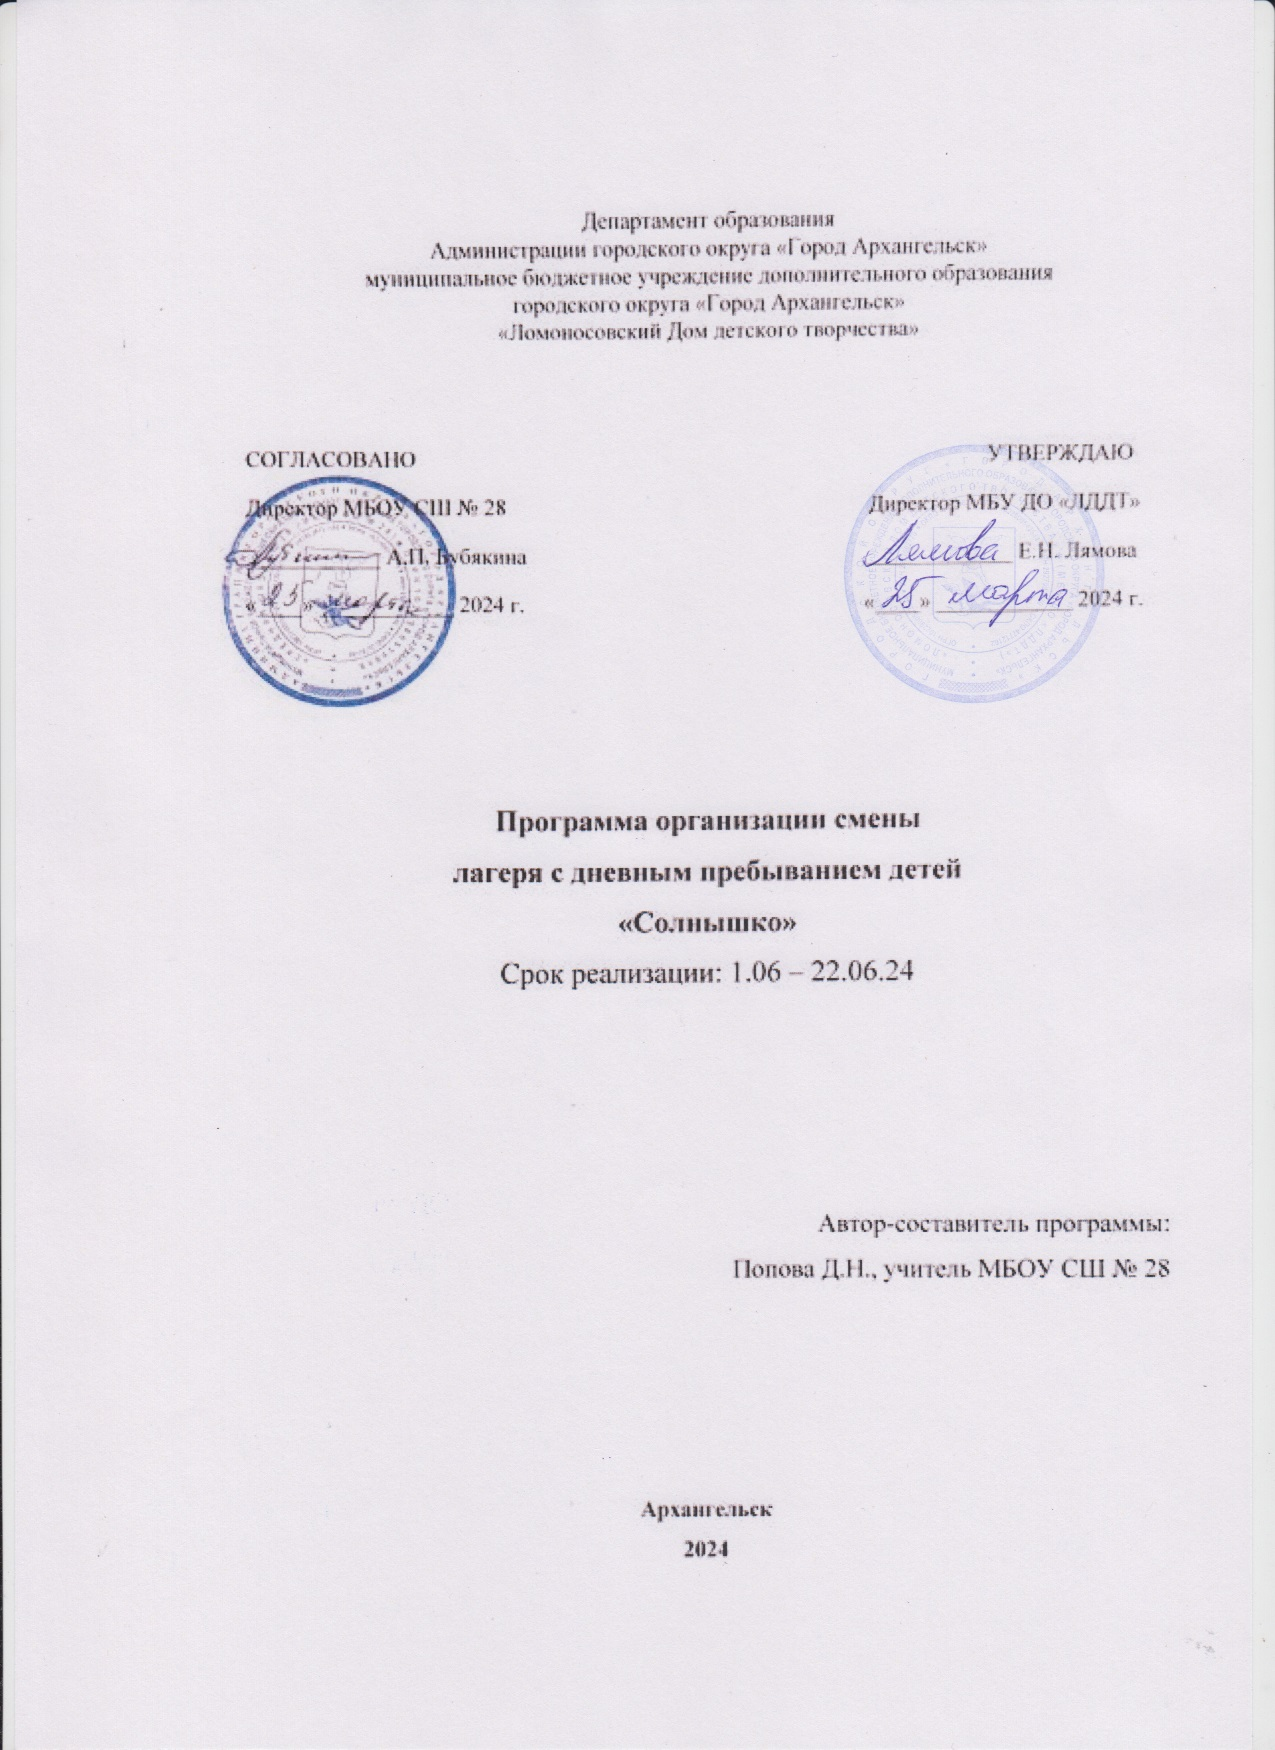 Департамент образования
Администрации городского округа «Город Архангельск»
муниципальное бюджетное учреждение дополнительного образования
городского округа «Город Архангельск»
«Ломоносовский Дом детского творчества»
СОГЛАСОВАНО
Директор МБОУ СШ № 28
А.П. Бубякина
«25» марта 2024 г.
УТВЕРЖДАЮ
Директор МБУ ДО «ЛДДТ»
Лямова Е.Н. Лямова
«25» марта 2024 г.
Программа организации смены
лагеря с дневным пребыванием детей
«Солнышко»
Срок реализации: 1.06 – 22.06.24
Автор-составитель программы:
Попова Д.Н., учитель МБОУ СШ № 28
Архангельск
2024